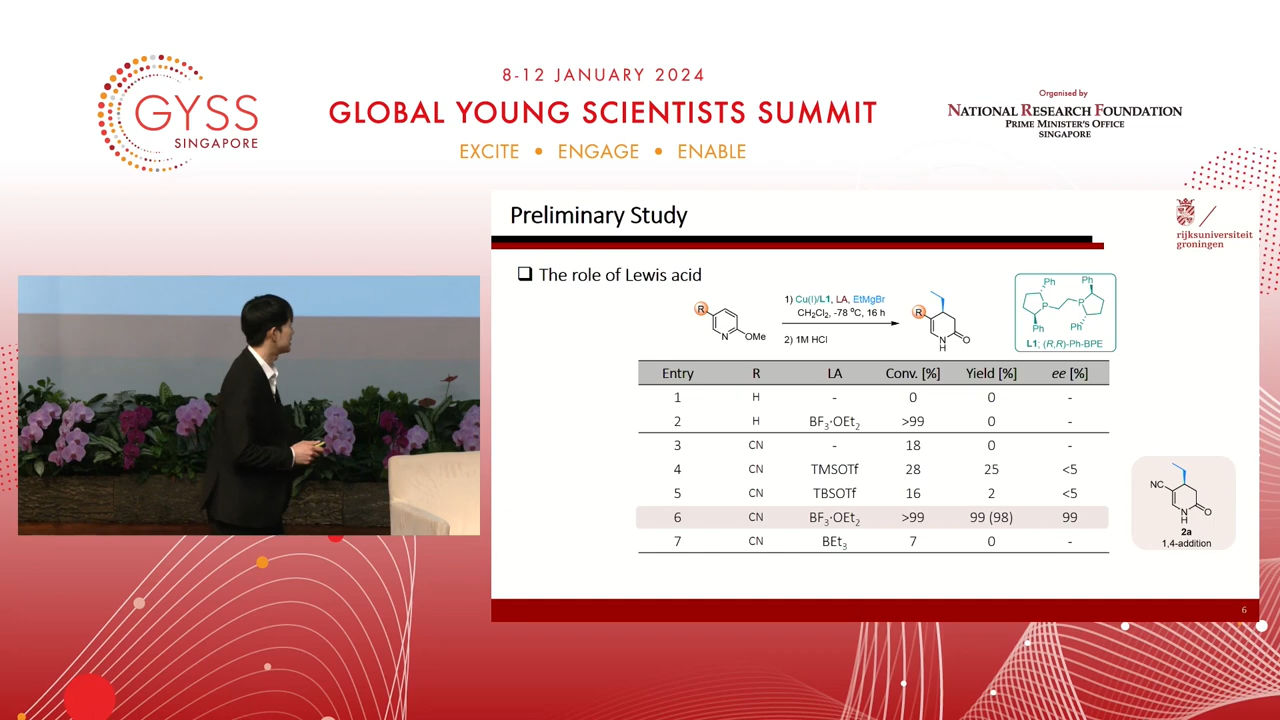 8-12 JANUARY 2024
GLOBAL YOUNG SCIENTISTS SUMMIT
EXCITE • ENGAGE • ENABLE
GYSS
SINGAPORE
Organised by
NATIONAL RESEARCH FOUNDATION
PRIME MINISTER'S OFFICE
SINGAPORE
Preliminary Study
rijksuniversiteit
groningen
❑ The role of Lewis acid
R
N
OMe
1) Cu(I)/L1, LA, EtMgBr
CH₂Cl₂, -78 °C, 16 h
2) 1M HCl
R
N
H
O
Ph
Ph
P
P
Ph
Ph
L1; (R,R)-Ph-BPE
Entry R LA Conv. [%] Yield [%] ee [%]
1 H - 0 0 -
2 H BF₃·OEt₂ >99 0 -
3 CN - 18 0 -
4 CN TMSOTf 28 25 <5
5 CN TBSOTf 16 2 <5
6 CN BF₃·OEt₂ >99 99 (98) 99
7 CN BEt₃ 7 0 -
NC
N
H
O
2a
1,4-addition
6